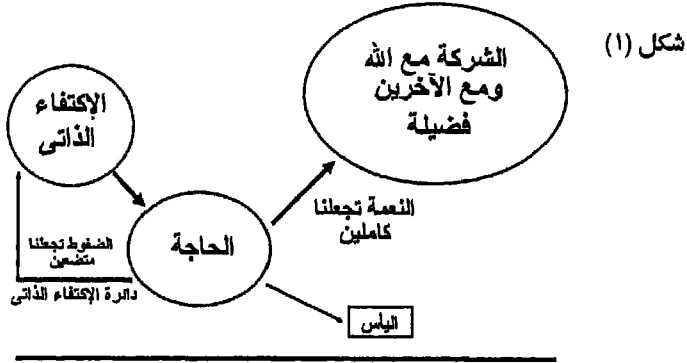 شكل (١)
الشركة مع الله
ومع الآخرين
فضيلة
الإكتفاء
الذاتى
النعمة تجعلنا
كاملين
الحاجة
الضغوط تجعلنا
متضعين
دائرة الإكتفاء الذاتى
اليأس